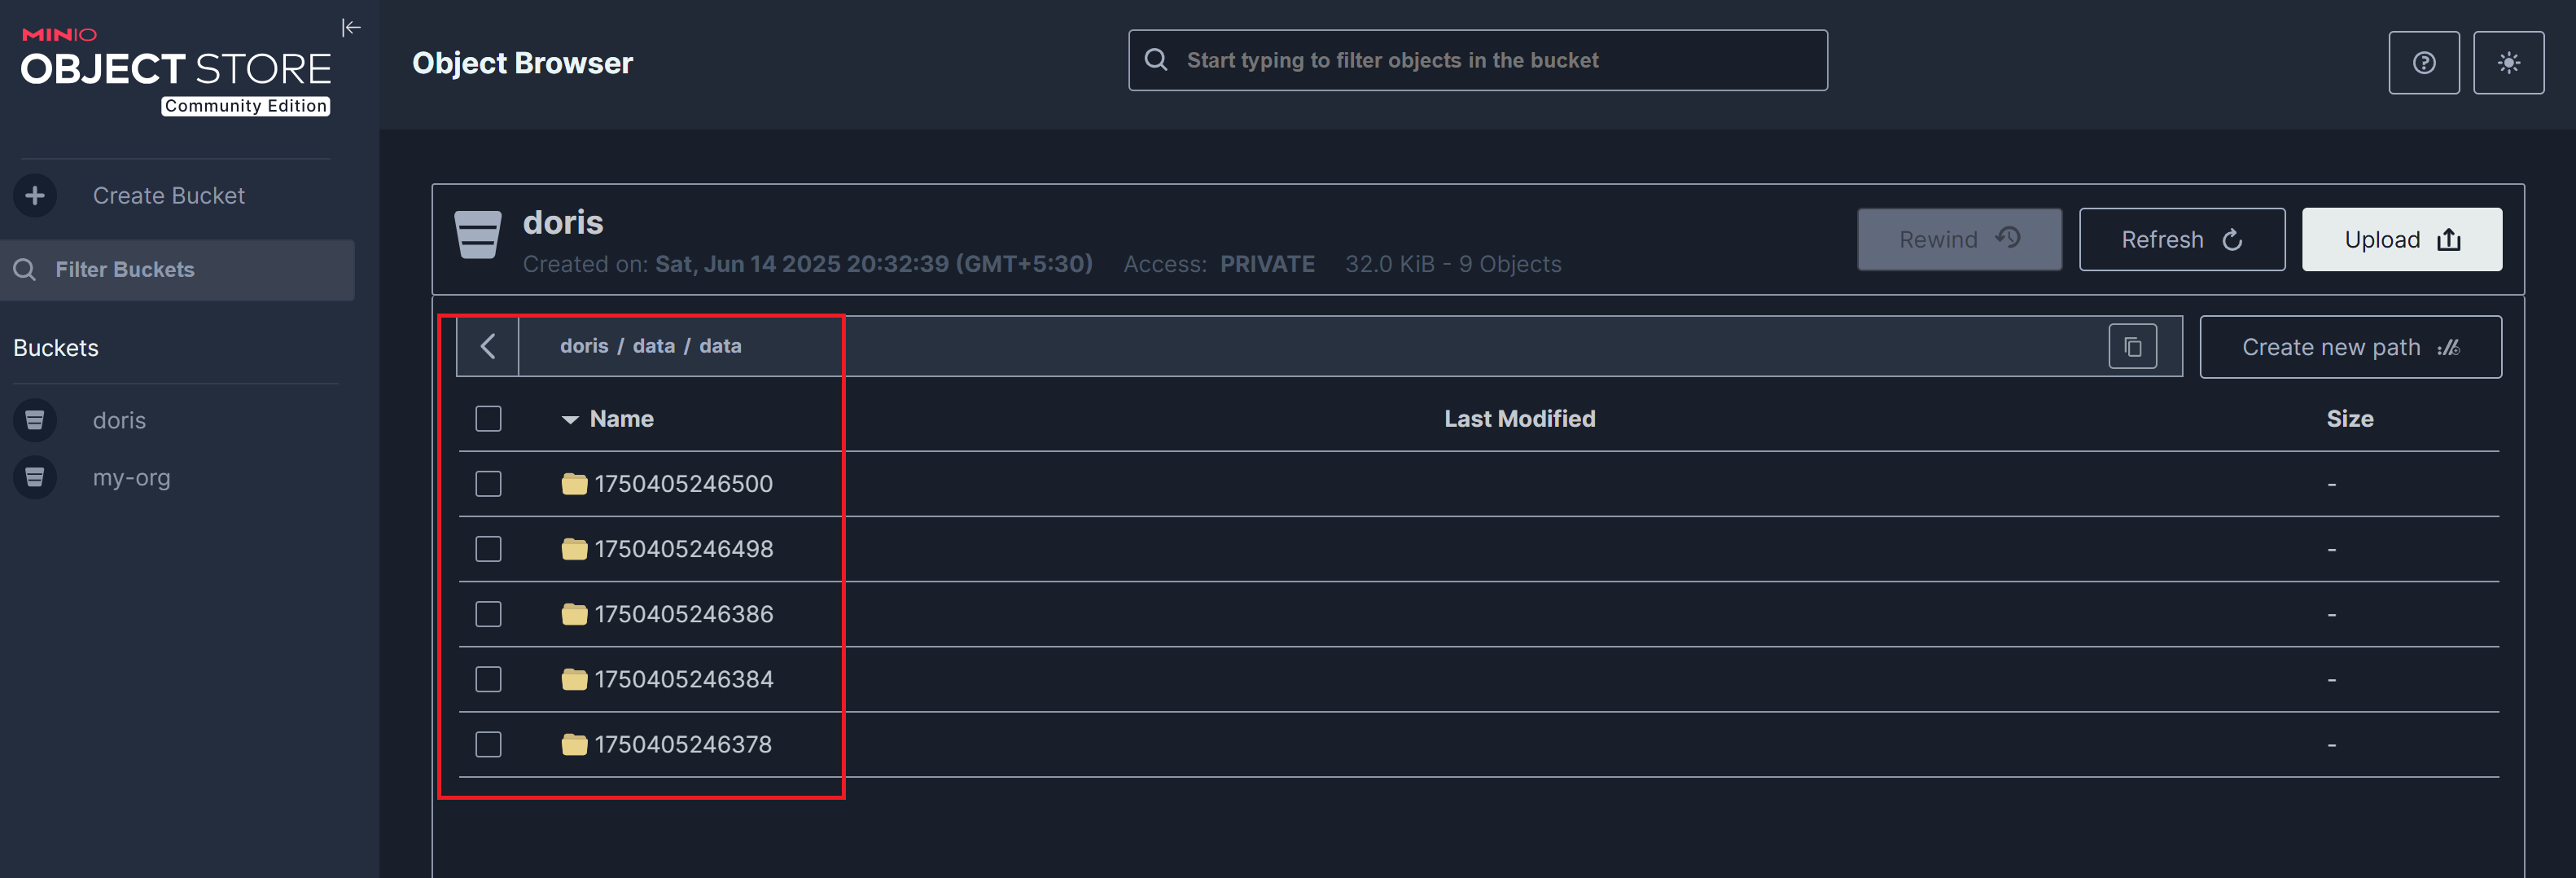 MINIO
OBJECT STORE
Community Edition
Create Bucket
Filter Buckets
Buckets
doris
my-org
Object Browser
Start typing to filter objects in the bucket
doris
Created on: Sat, Jun 14 2025 20:32:39 (GMT+5:30) Access: PRIVATE 32.0 KiB - 9 Objects
Rewind
Refresh
Upload
doris / data / data
Create new path
Name Last Modified Size
1750405246500 -
1750405246498 -
1750405246386 -
1750405246384 -
1750405246378 -